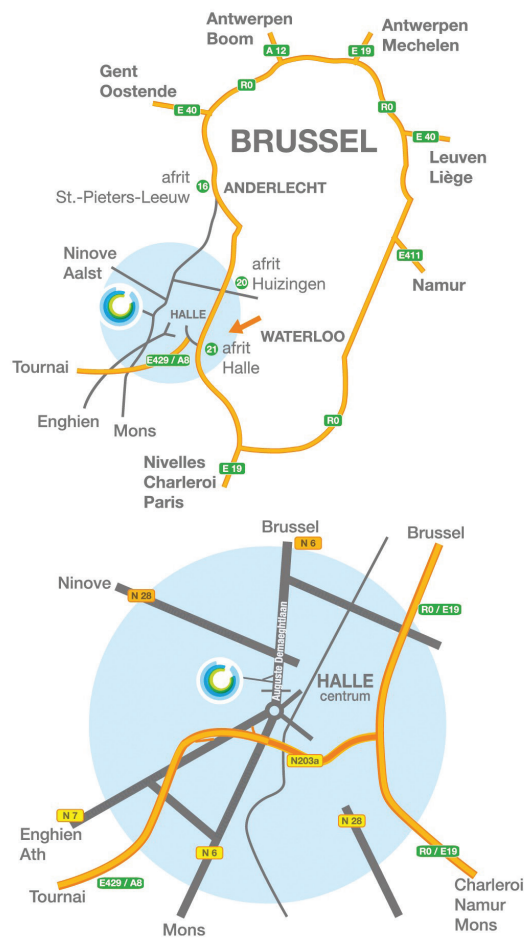 Antwerpen
Boom
Antwerpen
Mechelen
A 12
E 19
Gent
Oostende
R0
R0
E 40
E 40
BRUSSEL
Leuven
Liège
afrit
St.-Pieters-Leeuw
16
ANDERLECHT
Ninove
Aalst
E411
Namur
20
afrit
Huizingen
HALLE
WATERLOO
21
afrit
Halle
Tournai
E429 / A8
Enghien
Mons
R0
Nivelles
Charleroi
Paris
E 19
Brussel
N 6
Brussel
Ninove
N 28
R0 / E19
Auguste Demaeghtlaan
HALLE
centrum
N203a
N 7
Enghien
Ath
N 28
N 6
R0 / E19
Tournai
E429 / A8
Charleroi
Namur
Mons
Mons